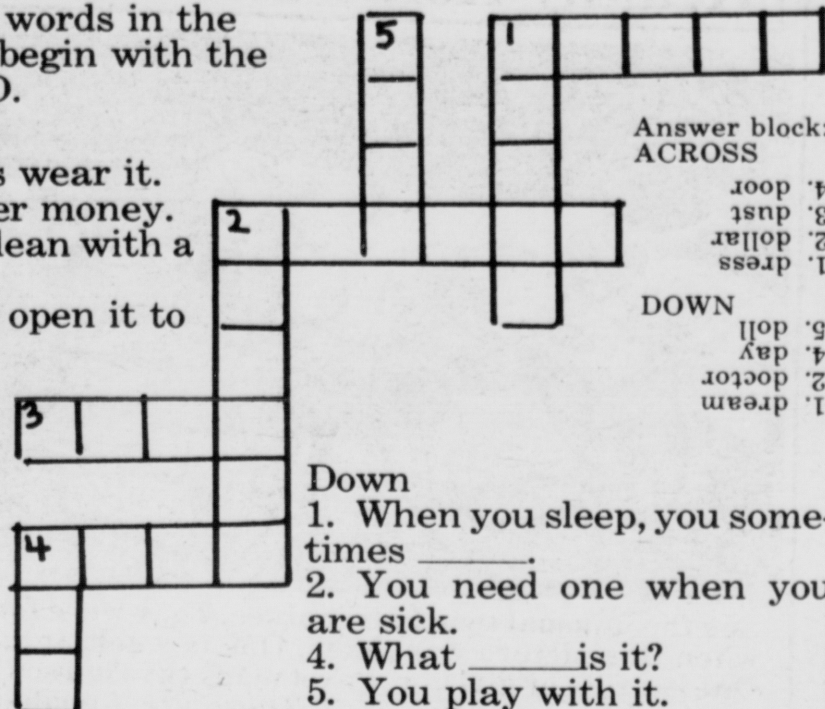 words in the
begin with the
D.
s wear it.
er money.
lean with a
open it to
5 1
2
3
4
Answer block:
ACROSS
4. door
3. dust
2. dollar
1. dress
DOWN
5. doll
4. day
2. doctor
1. dream
Down
1. When you sleep, you some-
times ______.
2. You need one when you
are sick.
4. What ______ is it?
5. You play with it.